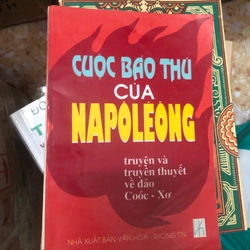 CUỘC BÁO THÙ
CỦA
NAPÔLÊÔNG
truyện và
truyền thuyết
về đảo
Coóc - Xơ
NHÀ XUẤT BẢN VĂN HÓA - THÔNG TIN